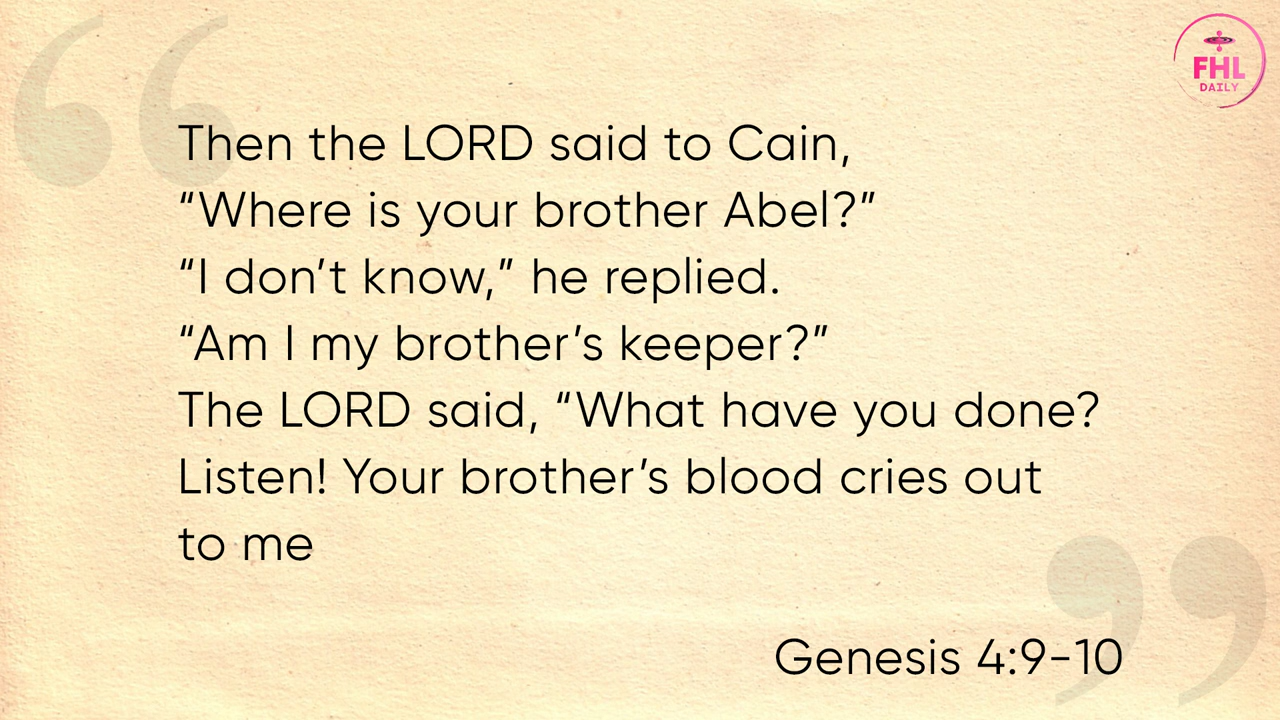 FHL
DAILY
Then the LORD said to Cain,
“Where is your brother Abel?”
“I don’t know,” he replied.
“Am I my brother’s keeper?”
The LORD said, “What have you done?
Listen! Your brother’s blood cries out
to me
Genesis 4:9-10